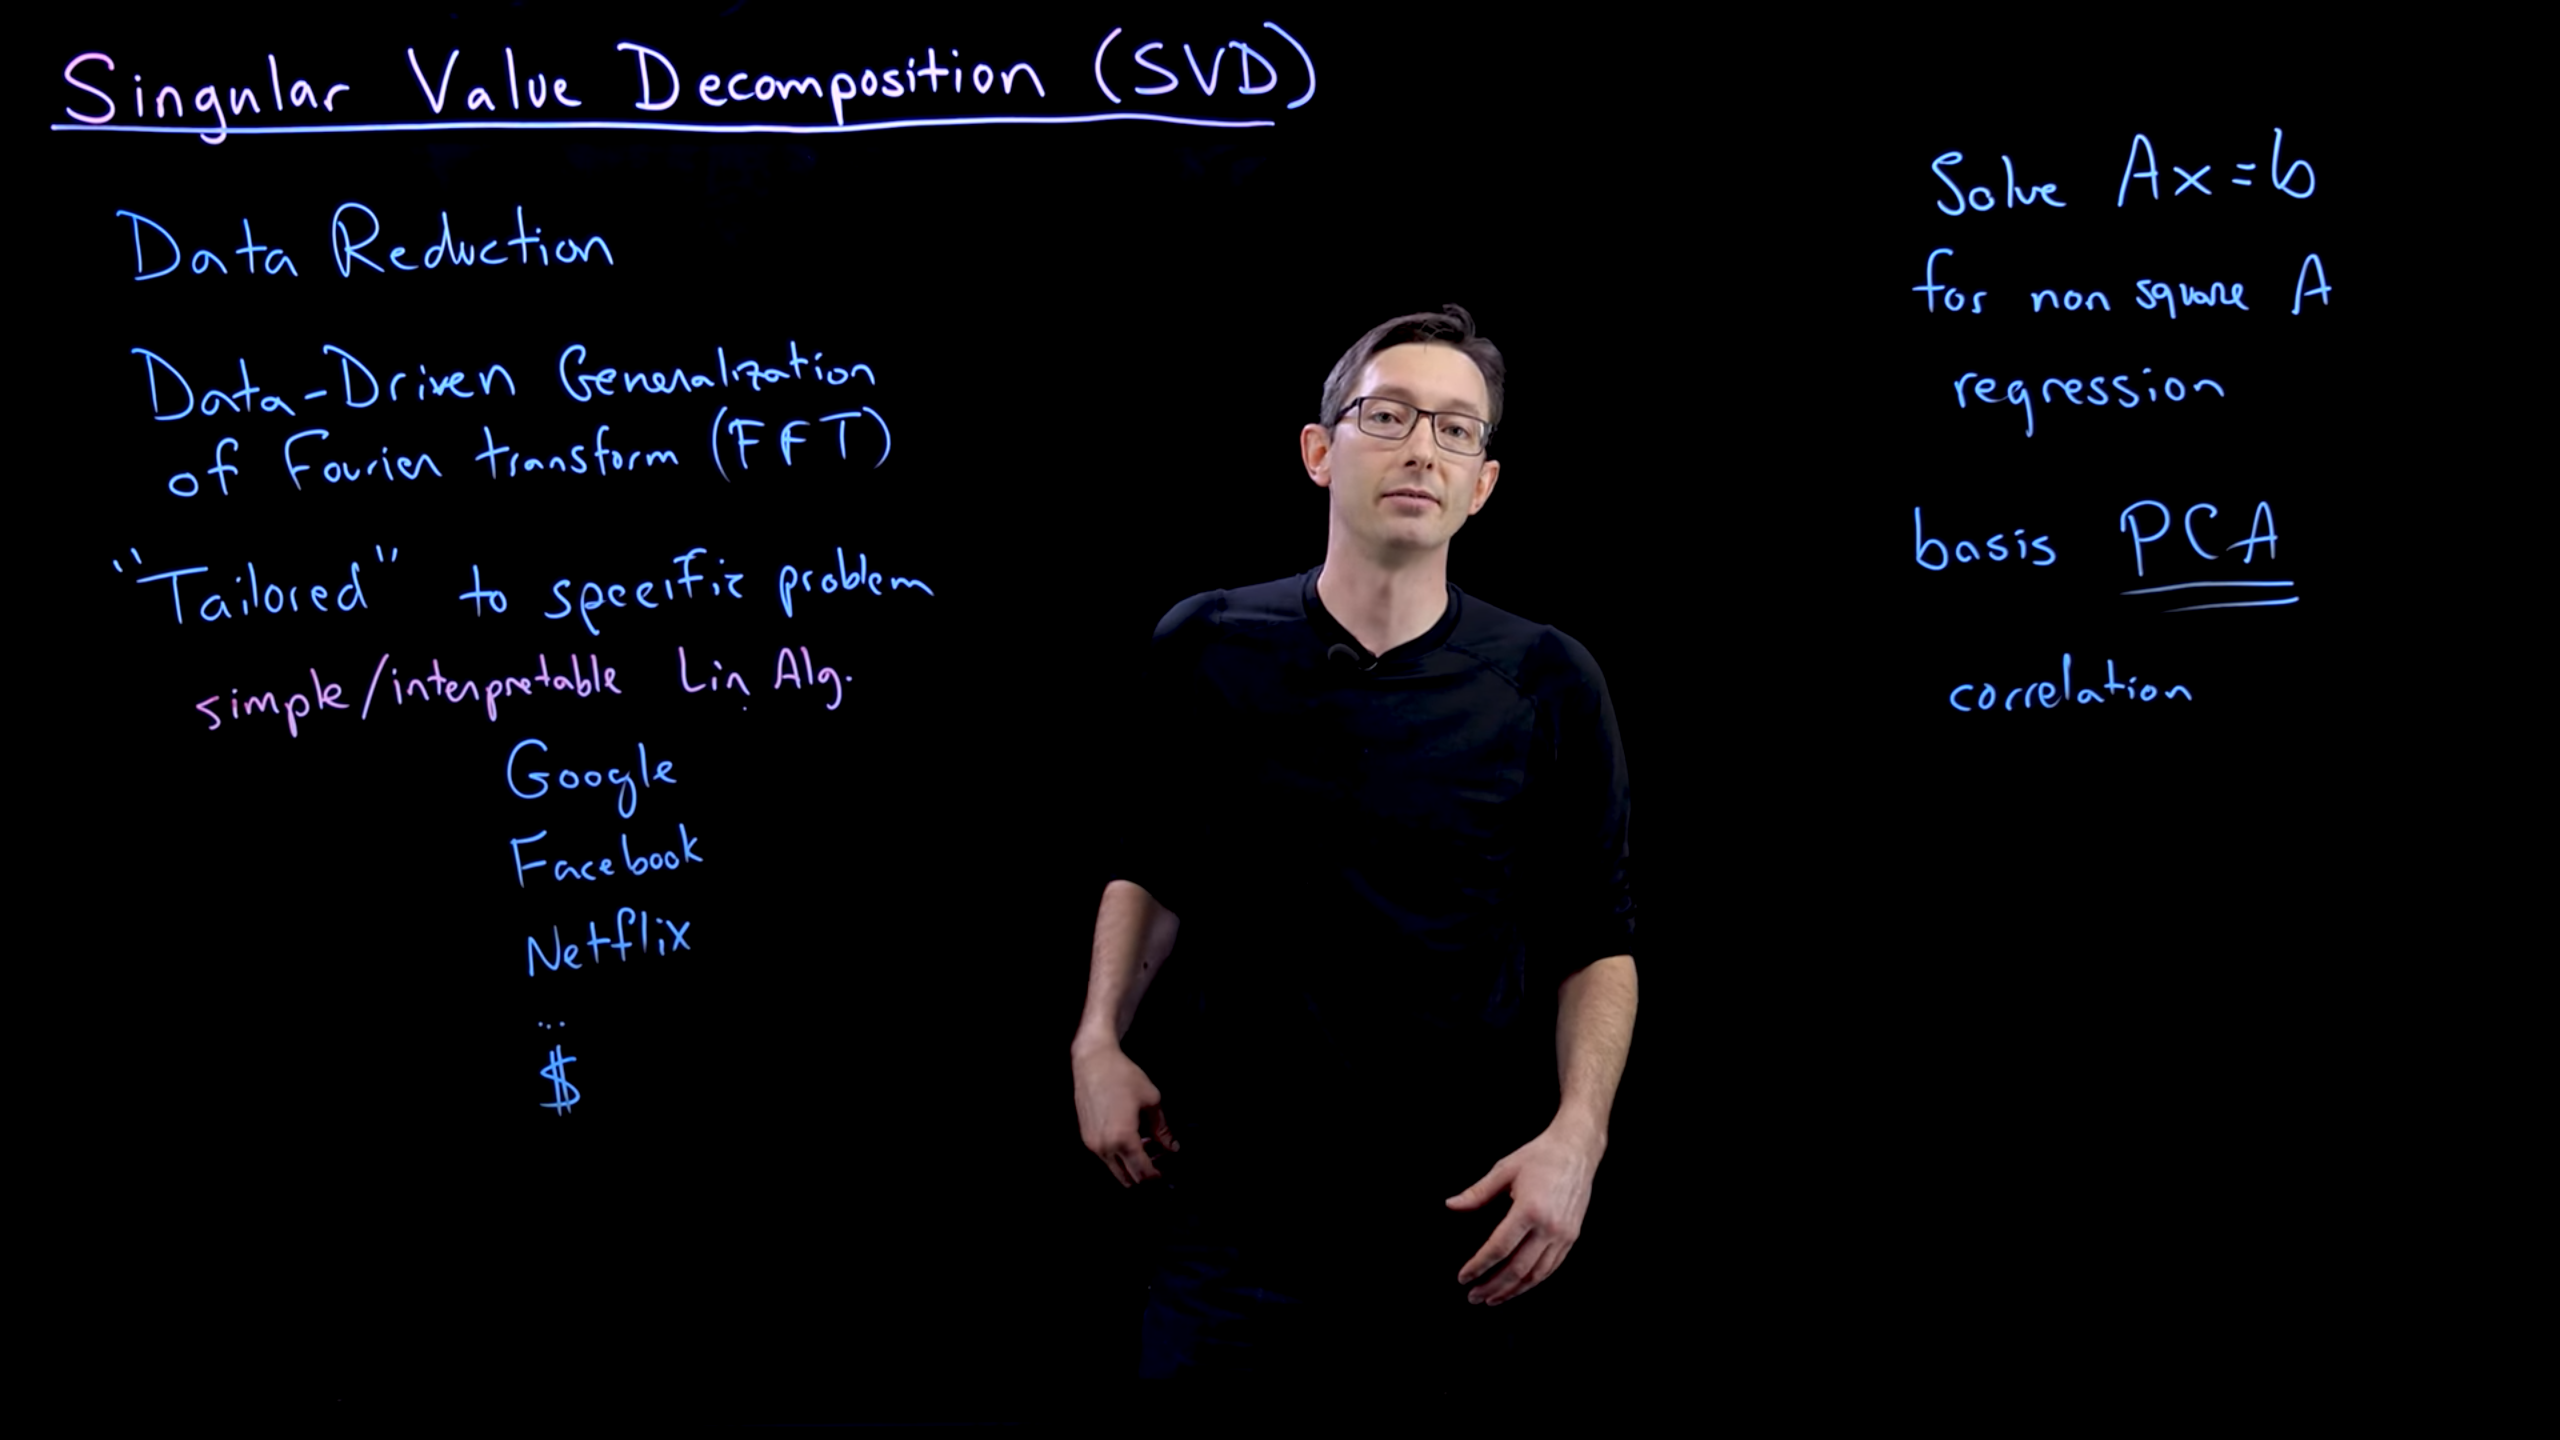 Singular Value Decomposition (SVD)
Data Reduction
Data-Driven Generalization
of Fourier transform (FFT)
"Tailored" to specific problem
simple/interpretable Lin Alg.
Google
Facebook
Netflix
...
$
Solve Ax=b
for non square A
regression
basis PCA
correlation